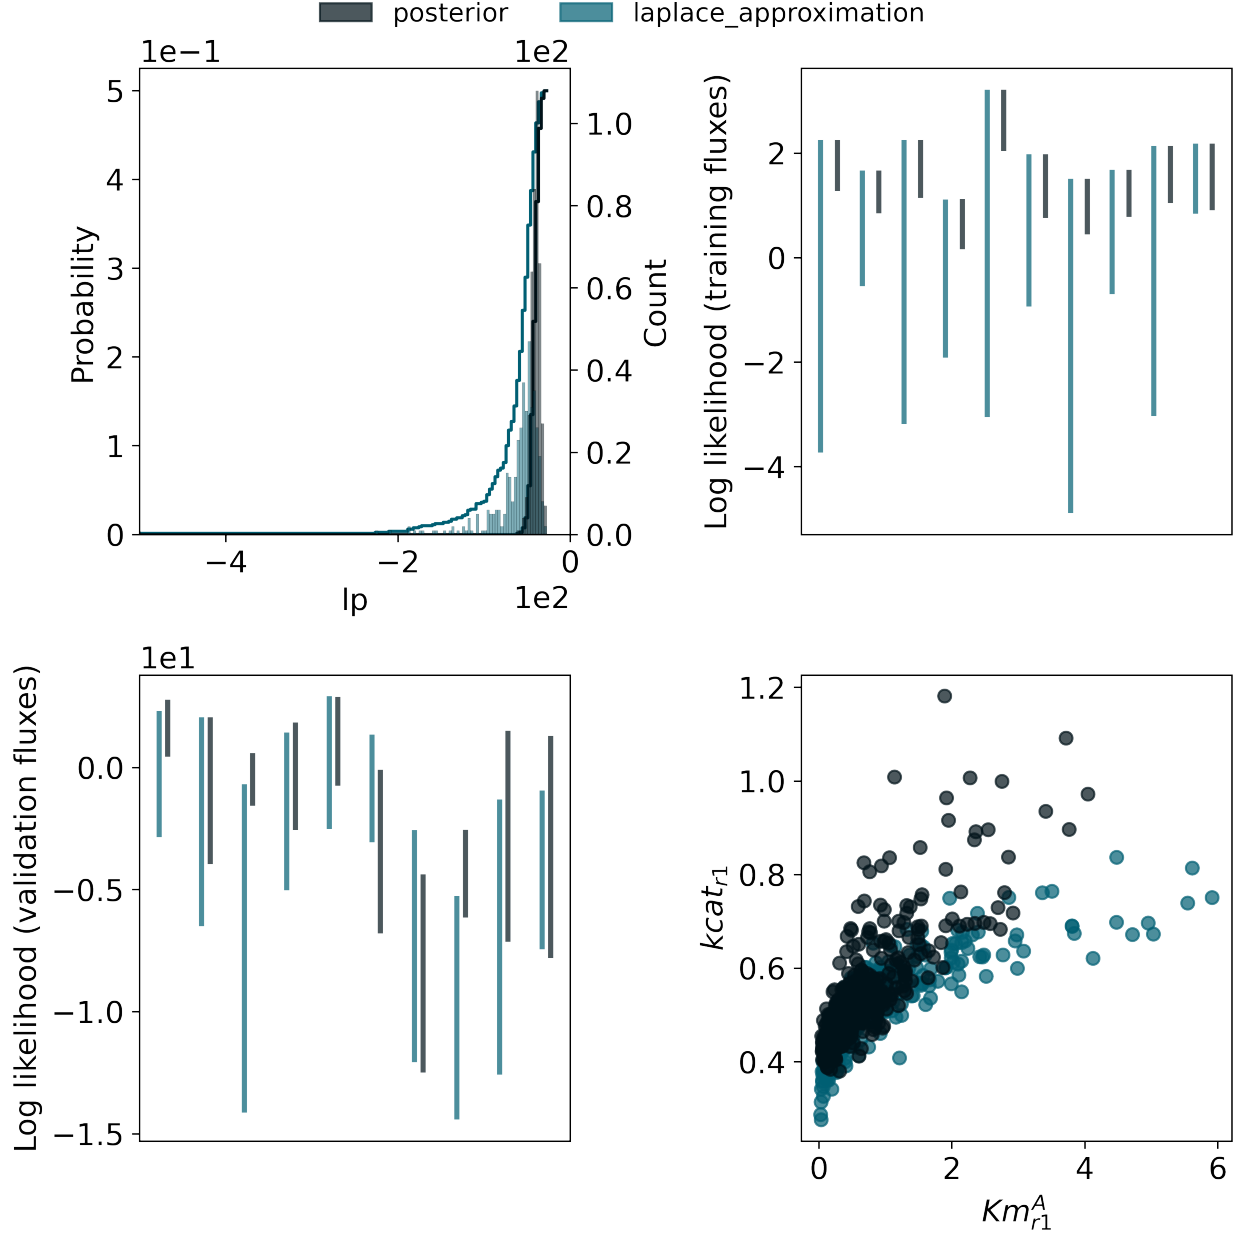 posterior laplace_approximation
1e−1 1e2
5
4
3
2
1
0
Probability
1.0
0.8
0.6
0.4
0.2
0.0
Count
−4 −2 0
lp 1e2
2
0
−2
−4
Log likelihood (training fluxes)
1e1
0.0
−0.5
−1.0
−1.5
Log likelihood (validation fluxes)
1.2
1.0
0.8
0.6
0.4
kcat_{r1}
0 2 4 6
Km^{A}_{r1}